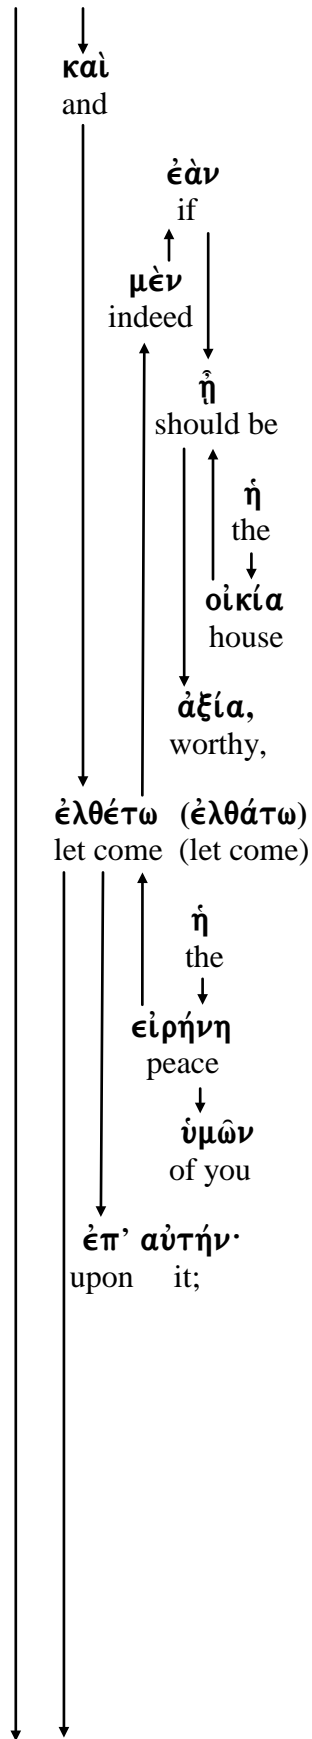 καὶ
and
ἐὰν
if
μὲν
indeed
ᾖ
should be
ἡ
the
οἰκία
house
ἀξία,
worthy,
ἐλθέτω (ἐλθάτω)
let come (let come)
ἡ
the
εἰρήνη
peace
ὑμῶν
of you
ἐπ’ αὐτήν·
upon it;